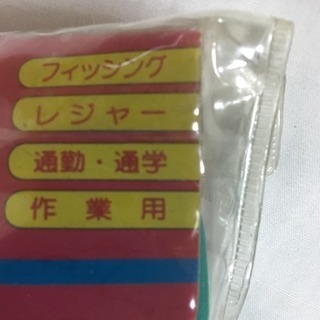 フィッシング
レジャー
通勤・通学
作業用